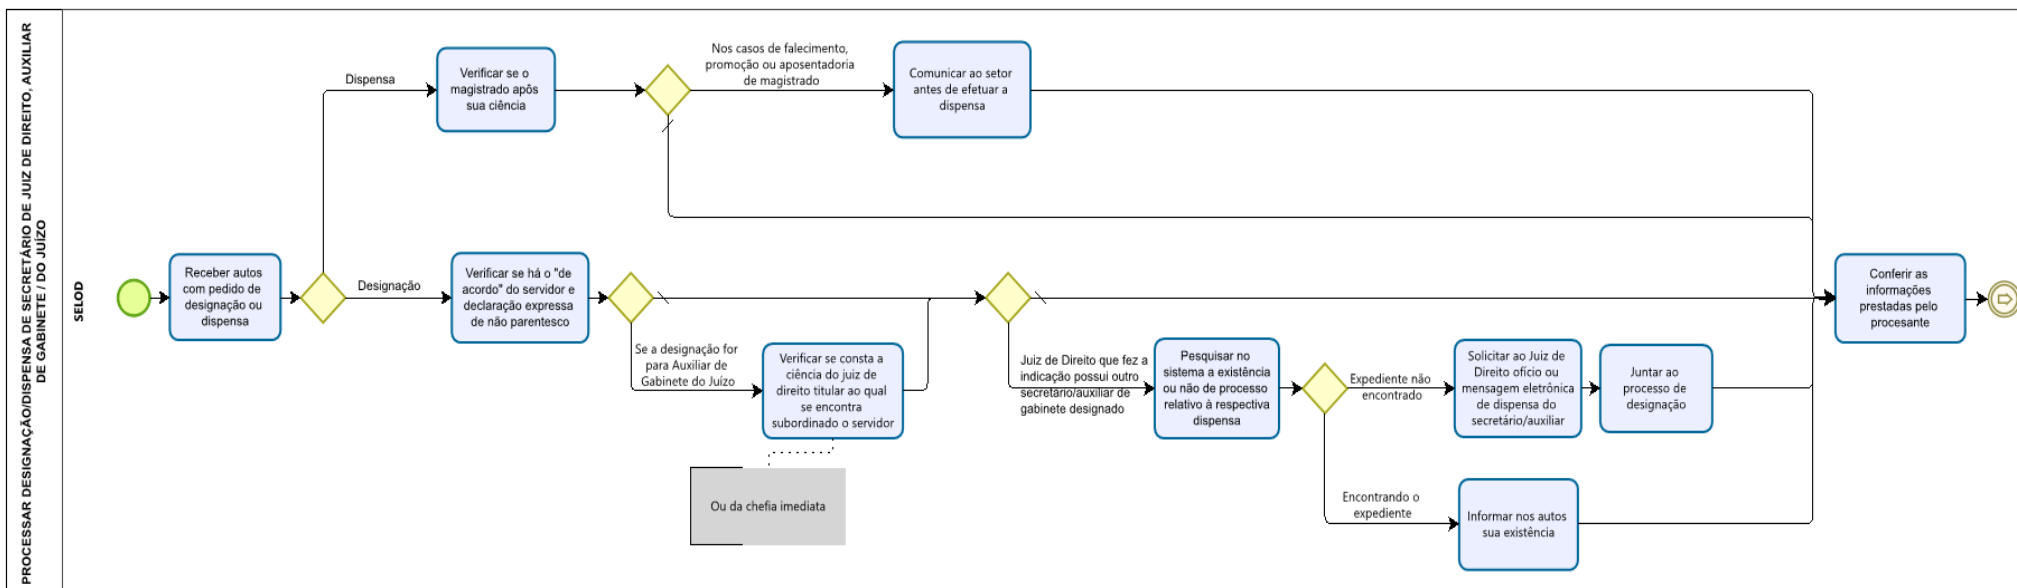 PROCESSAR DESIGNAÇÃO/DISPENSA DE SECRETÁRIO DE JUIZ DE DIREITO, AUXILIAR
DE GABINETE / DO JUÍZO
SELOD
Receber autos
com pedido de
designação ou
dispensa
Dispensa
Verificar se o
magistrado apôs
sua ciência
Nos casos de falecimento,
promoção ou aposentadoria
de magistrado
Comunicar ao setor
antes de efetuar a
dispensa
Designação
Verificar se há o "de
acordo" do servidor e
declaração expressa
de não parentesco
Se a designação for
para Auxiliar de
Gabinete do Juízo
Verificar se consta a
ciência do juiz de
direito titular ao qual
se encontra
subordinado o servidor
Ou da chefia imediata
Juiz de Direito que fez a
indicação possui outro
secretário/auxiliar de
gabinete designado
Pesquisar no
sistema a existência
ou não de processo
relativo à respectiva
dispensa
Expediente não
encontrado
Solicitar ao Juiz de
Direito ofício ou
mensagem eletrônica
de dispensa do
secretário/auxiliar
Juntar ao
processo de
designação
Encontrando o
expediente
Informar nos autos
sua existência
Conferir as
informações
prestadas pelo
procesante